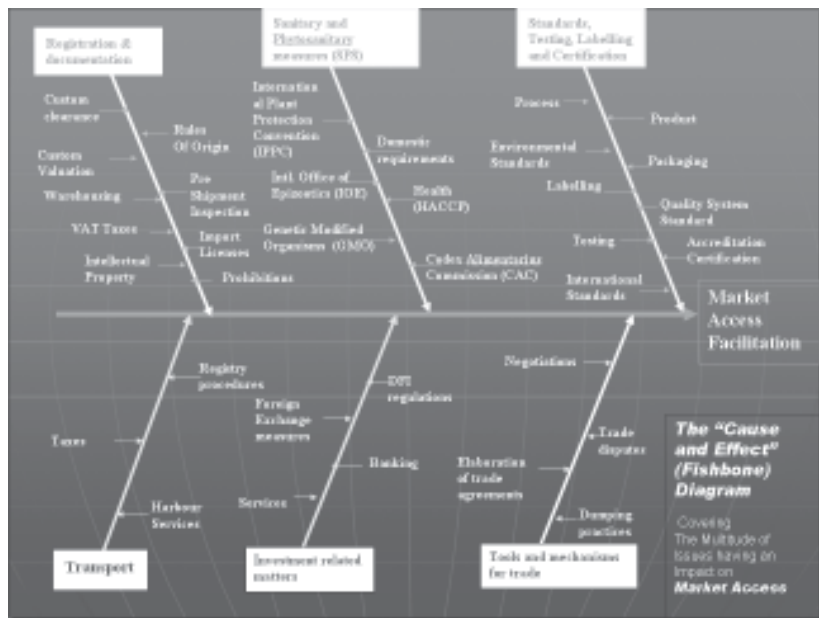 Registration &
documentation
Sanitary and
Phytosanitary
measures (SPS)
Standards,
Testing, Labelling
and Certification
Custom
clearance
Rules
Of Origin
Custom
Valuation
Pre
Shipment
Inspection
Warehousing
VAT Taxes
Import
Licenses
Intellectual
Property
Prohibitions
Internation
al Plant
Protection
Convention
(IPPC)
Domestic
requirements
Intl. Office of
Epizootics (IOE)
Health
(HACCP)
Genetic Modified
Organisms (GMO)
Codex Alimentarius
Commission (CAC)
Process
Product
Environmental
Standards
Packaging
Labelling
Quality System
Standard
Testing
Accreditation
Certification
International
Standards
Market
Access
Facilitation
Registry
procedures
Taxes
Harbour
Services
Transport
DFI
regulations
Foreign
Exchange
measures
Banking
Services
Investment related
matters
Negotiations
Trade
disputes
Elaboration
of trade
agreements
Dumping
practices
Tools and mechanisms
for trade
The "Cause
and Effect"
(Fishbone)
Diagram
Covering
The Multitude of
Issues having an
Impact on
Market Access